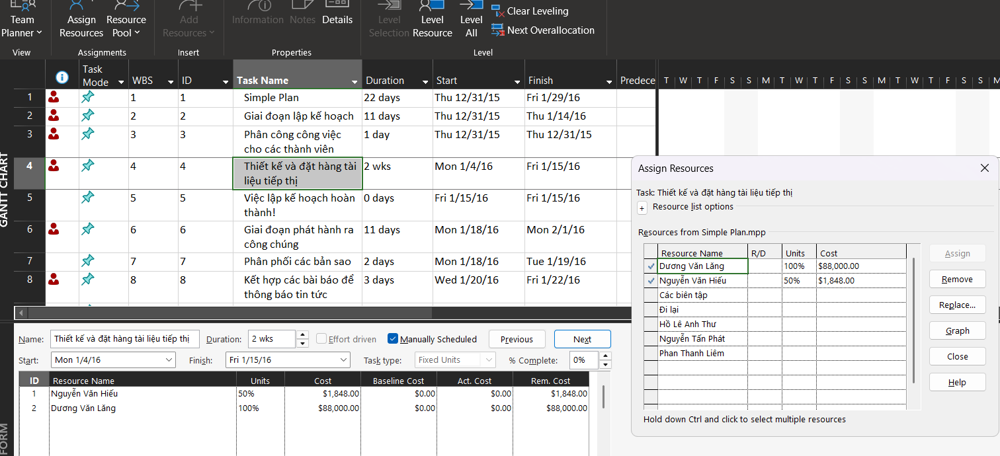 Team Planner
Assign Resources
Resource Pool
Add Resources
Information
Notes
Details
Level Selection
Level Resource
Level All
Clear Leveling
Next Overallocation
View
Assignments
Insert
Properties
Level
Task Mode
WBS
ID
Task Name
Duration
Start
Finish
Predece
T W T F S S M T W T F S S M T W T F S S M
1 1 1 Simple Plan 22 days Thu 12/31/15 Fri 1/29/16
2 2 2 Giai đoạn lập kế hoạch 11 days Thu 12/31/15 Thu 1/14/16
3 3 3 Phân công công việc cho các thành viên 1 day Thu 12/31/15 Thu 12/31/15
4 4 4 Thiết kế và đặt hàng tài liệu tiếp thị 2 wks Mon 1/4/16 Fri 1/15/16
5 5 5 Việc lập kế hoạch hoàn thành! 0 days Fri 1/15/16 Fri 1/15/16
6 6 6 Giai đoạn phát hành ra công chúng 11 days Mon 1/18/16 Mon 2/1/16
7 7 7 Phân phối các bản sao 2 days Mon 1/18/16 Tue 1/19/16
8 8 8 Kết hợp các bài báo để thông báo tin tức 3 days Wed 1/20/16 Fri 1/22/16
GANTT CHART
Assign Resources
Task: Thiết kế và đặt hàng tài liệu tiếp thị
+ Resource list options
Resources from Simple Plan.mpp
Resource Name R/D Units Cost
Dương Văn Lăng 100% $88,000.00
Nguyễn Văn Hiếu 50% $1,848.00
Các biên tập
Đi lại
Hồ Lê Anh Thư
Nguyễn Tấn Phát
Phan Thanh Liêm
Assign
Remove
Replace...
Graph
Close
Help
Hold down Ctrl and click to select multiple resources
Name: Thiết kế và đặt hàng tài liệu tiếp thị Duration: 2 wks Effort driven Manually Scheduled Previous Next
Start: Mon 1/4/16 Finish: Fri 1/15/16 Task type: Fixed Units % Complete: 0%
ID Resource Name Units Cost Baseline Cost Act. Cost Rem. Cost
1 Nguyễn Văn Hiếu 50% $1,848.00 $0.00 $0.00 $1,848.00
2 Dương Văn Lăng 100% $88,000.00 $0.00 $0.00 $88,000.00
FORM